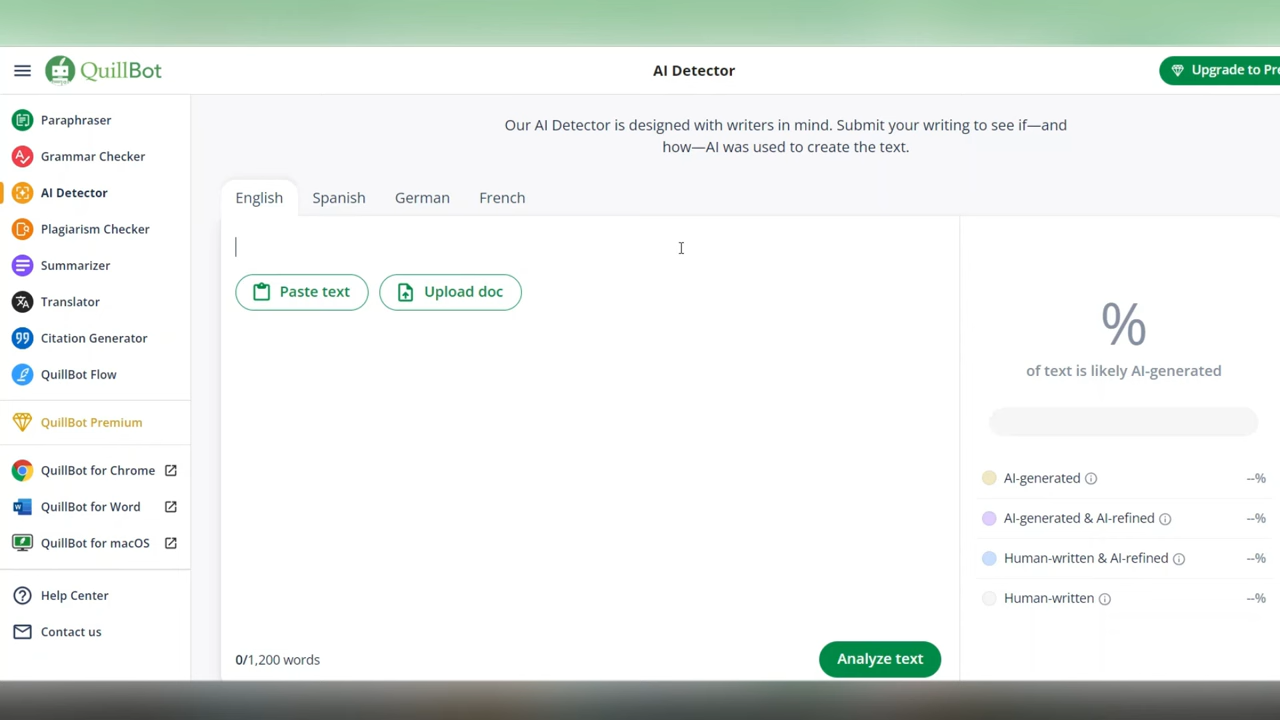 QuillBot
AI Detector
Upgrade to Pre
Paraphraser
Grammar Checker
AI Detector
Plagiarism Checker
Summarizer
Translator
Citation Generator
QuillBot Flow
QuillBot Premium
QuillBot for Chrome
QuillBot for Word
QuillBot for macOS
Help Center
Contact us
Our AI Detector is designed with writers in mind. Submit your writing to see if—and
how—AI was used to create the text.
English Spanish German French
Paste text Upload doc
0/1,200 words
Analyze text
%
of text is likely AI-generated
AI-generated --%
AI-generated & AI-refined --%
Human-written & AI-refined --%
Human-written --%